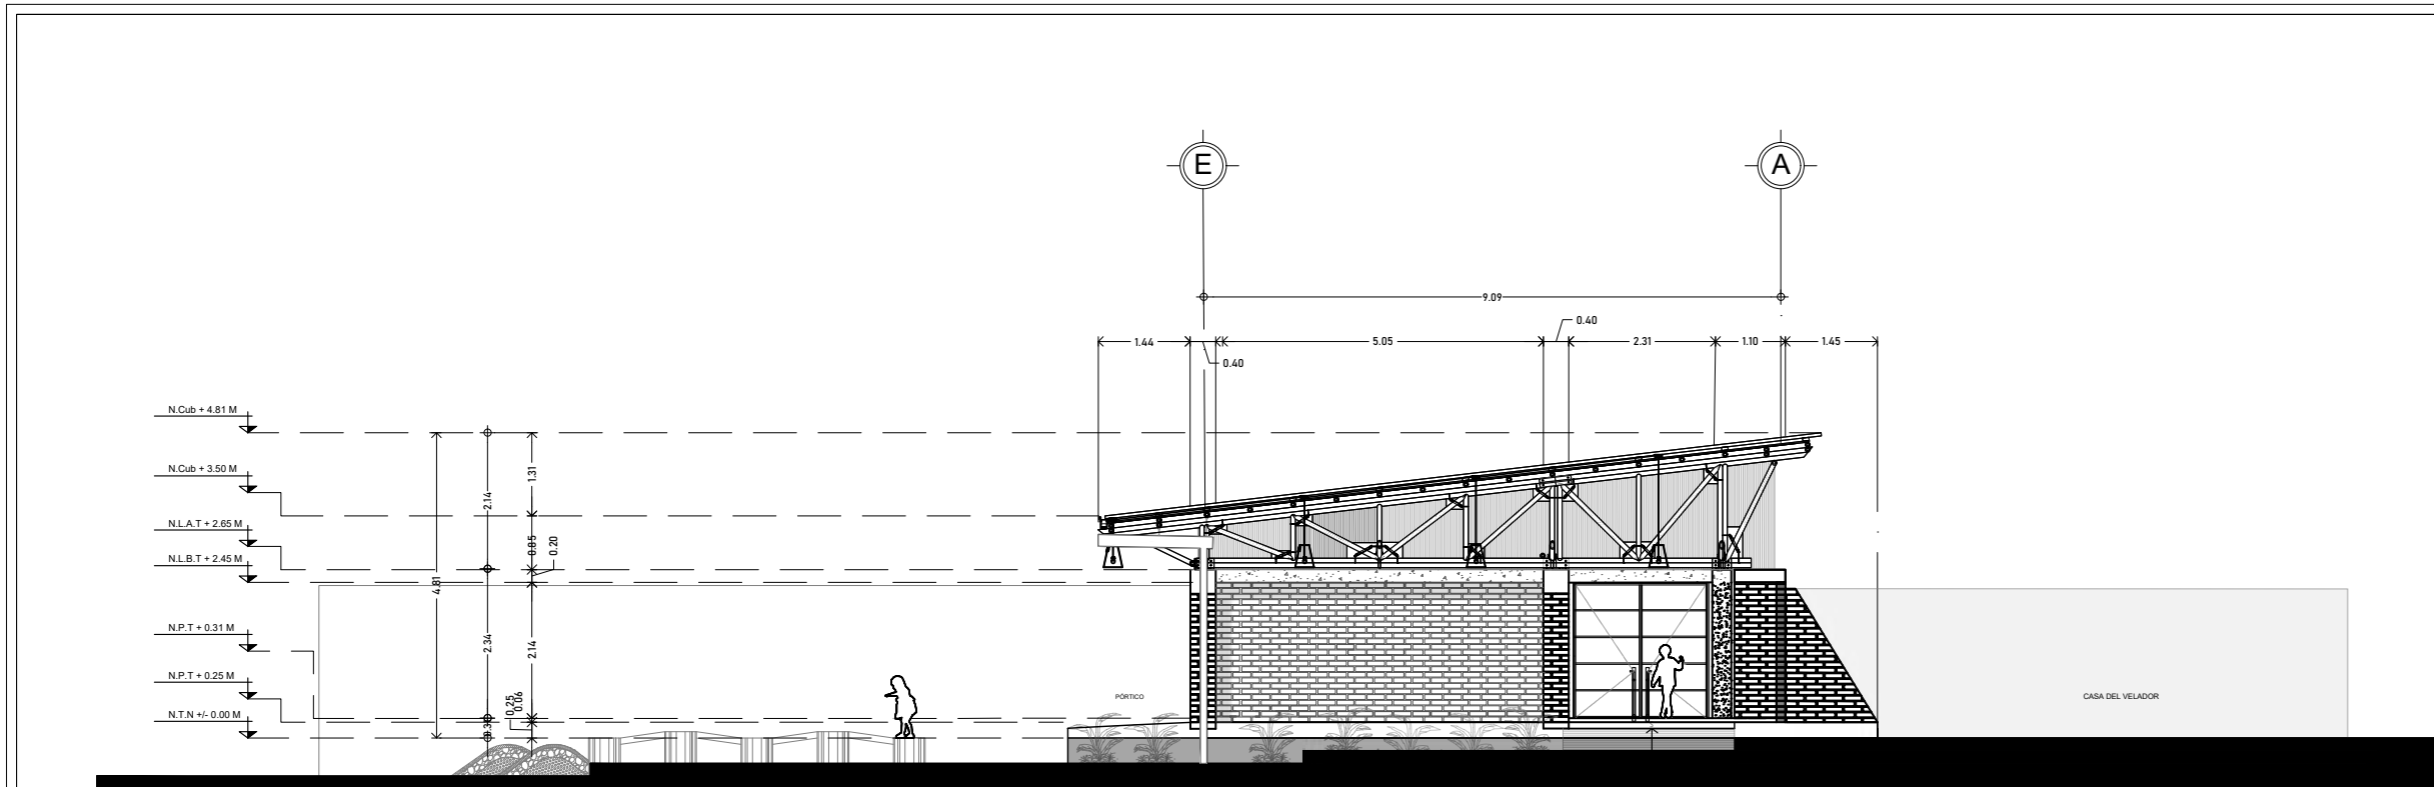 E
A
9.09
0.40
1.44
5.05
2.31
1.10
1.45
0.40
N.Cub + 4.81 M
N.Cub + 3.50 M
N.L.A.T + 2.65 M
N.L.B.T + 2.45 M
N.P.T + 0.31 M
N.P.T + 0.25 M
N.T.N +/- 0.00 M
4.81
2.14
2.34
1.31
0.85
0.20
2.14
0.25
0.06
PÓRTICO
CASA DEL VELADOR